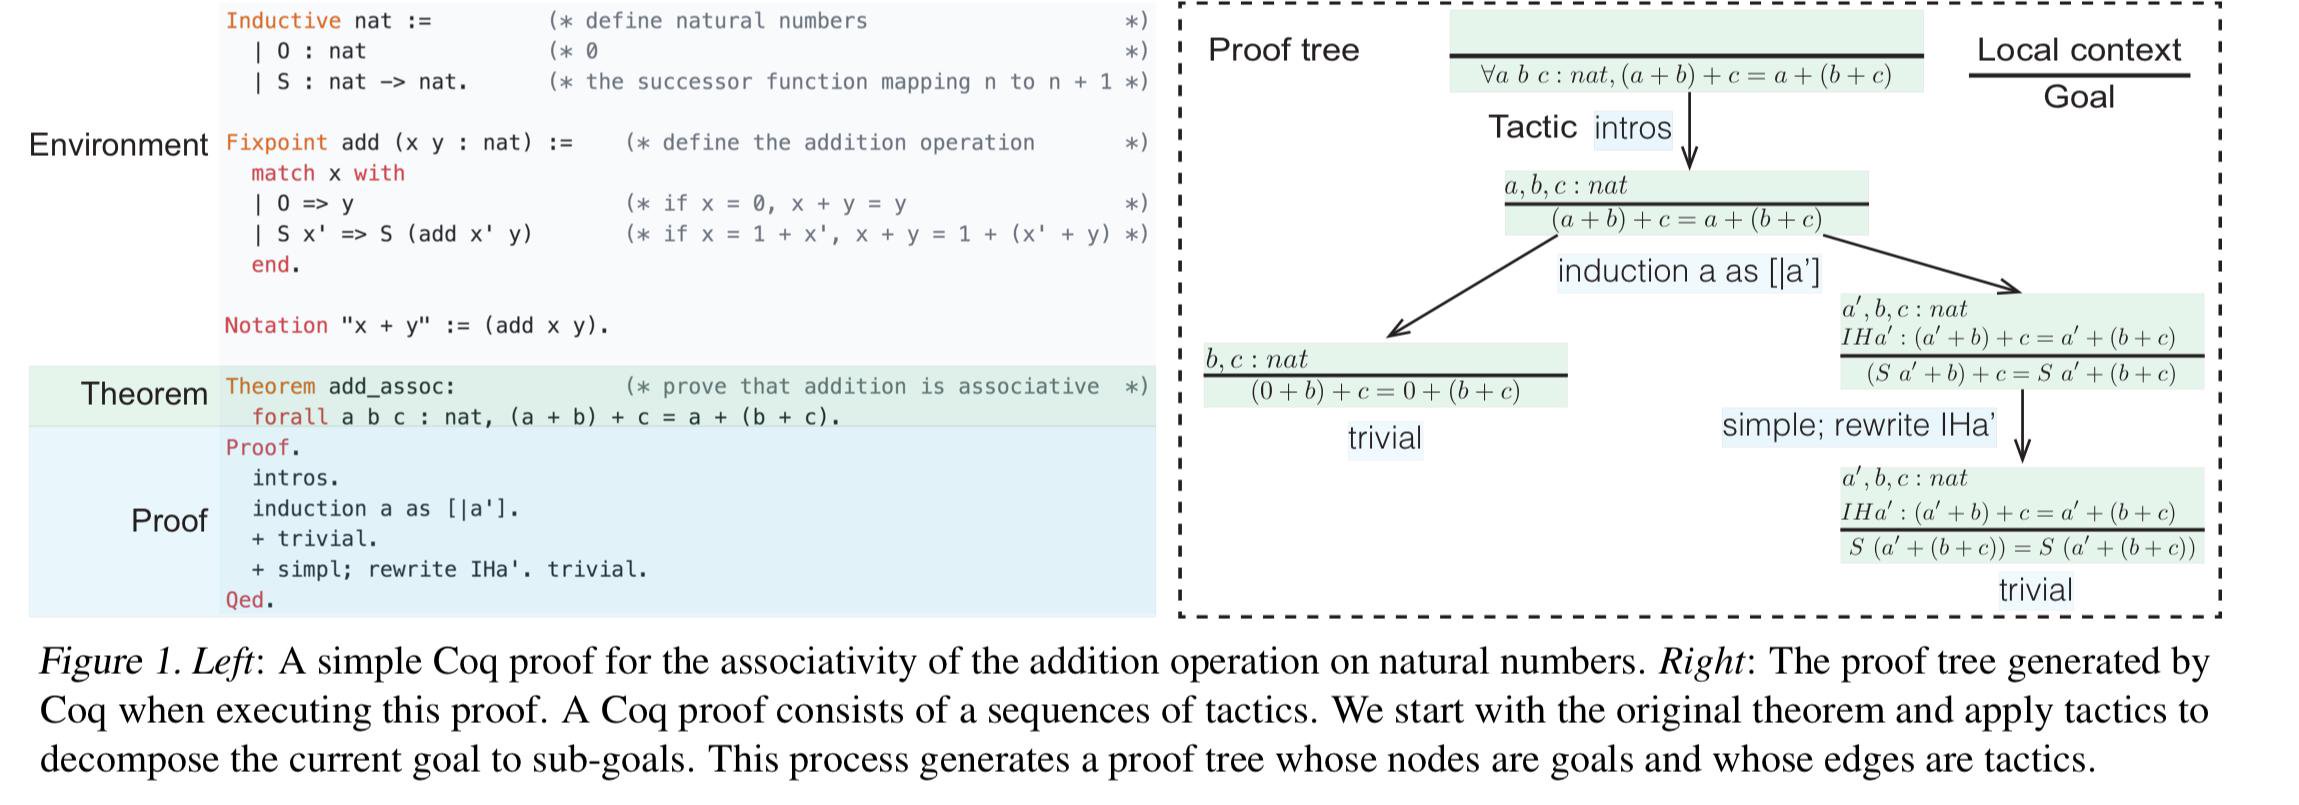 Environment
Inductive nat := (* define natural numbers *)
| O : nat (* 0 *)
| S : nat -> nat. (* the successor function mapping n to n + 1 *)
Fixpoint add (x y : nat) := (* define the addition operation *)
match x with
| O => y (* if x = 0, x + y = y *)
| S x' => S (add x' y) (* if x = 1 + x', x + y = 1 + (x' + y) *)
end.
Notation "x + y" := (add x y).
Theorem
Theorem add_assoc: (* prove that addition is associative *)
forall a b c : nat, (a + b) + c = a + (b + c).
Proof
Proof.
intros.
induction a as [|a'].
+ trivial.
+ simpl; rewrite IHa'. trivial.
Qed.
Proof tree
∀a b c : nat, (a + b) + c = a + (b + c)
Local context
Goal
Tactic intros
a, b, c : nat
(a + b) + c = a + (b + c)
induction a as [|a’]
b, c : nat
(0 + b) + c = 0 + (b + c)
trivial
a′, b, c : nat
IHa′ : (a′ + b) + c = a′ + (b + c)
(S a′ + b) + c = S a′ + (b + c)
simple; rewrite IHa’
a′, b, c : nat
IHa′ : (a′ + b) + c = a′ + (b + c)
S (a′ + (b + c)) = S (a′ + (b + c))
trivial
Figure 1. Left: A simple Coq proof for the associativity of the addition operation on natural numbers. Right: The proof tree generated by
Coq when executing this proof. A Coq proof consists of a sequences of tactics. We start with the original theorem and apply tactics to
decompose the current goal to sub-goals. This process generates a proof tree whose nodes are goals and whose edges are tactics.